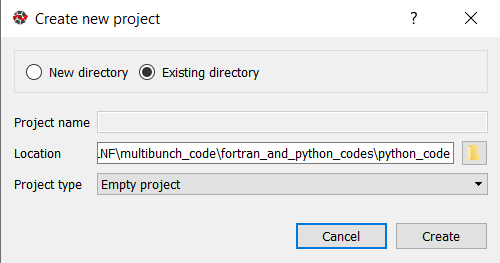 Create new project
? ×
New directory Existing directory
Project name
Location .NF\multibunch_code\fortran_and_python_codes\python_code
Project type Empty project
Cancel Create